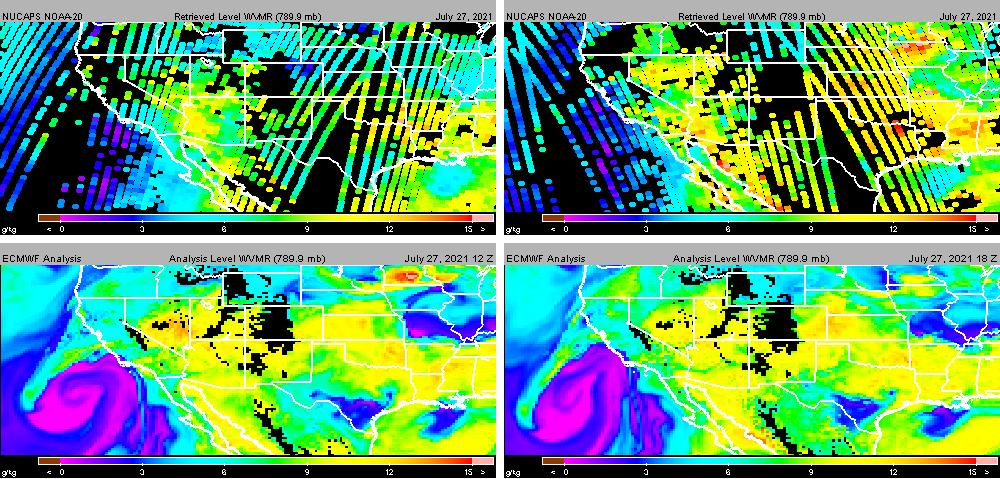 NUCAPS NOAA-20 Retrieved Level WVMR (789.9 mb) July 27, 2021
g/kg < 0 3 6 9 12 15 >
NUCAPS NOAA-20 Retrieved Level WVMR (789.9 mb) July 27, 2021
g/kg < 0 3 6 9 12 15 >
ECMWF Analysis Analysis Level WVMR (789.9 mb) July 27, 2021 12 Z
g/kg < 0 3 6 9 12 15 >
ECMWF Analysis Analysis Level WVMR (789.9 mb) July 27, 2021 18 Z
g/kg < 0 3 6 9 12 15 >